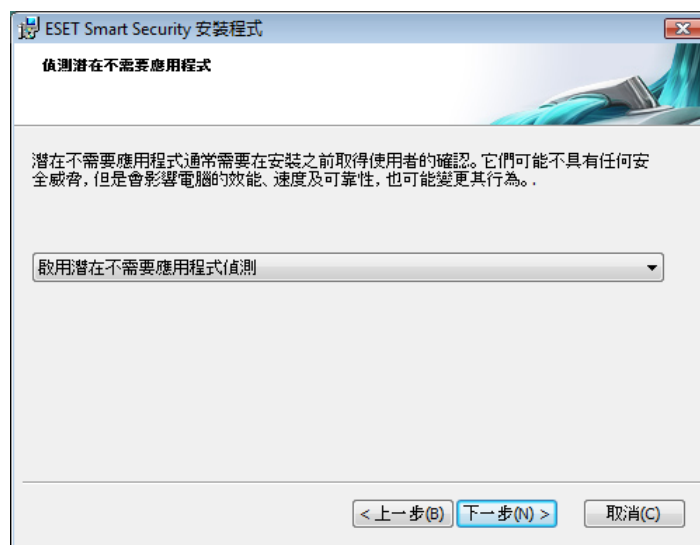 ESET Smart Security 安裝程式
偵測潛在不需要應用程式
潛在不需要應用程式通常需要在安裝之前取得使用者的確認。它們可能不具有任何安
全威脅，但是會影響電腦的效能、速度及可靠性，也可能變更其行為。.
啟用潛在不需要應用程式偵測
< 上一步(B)
下一步(N) >
取消(C)